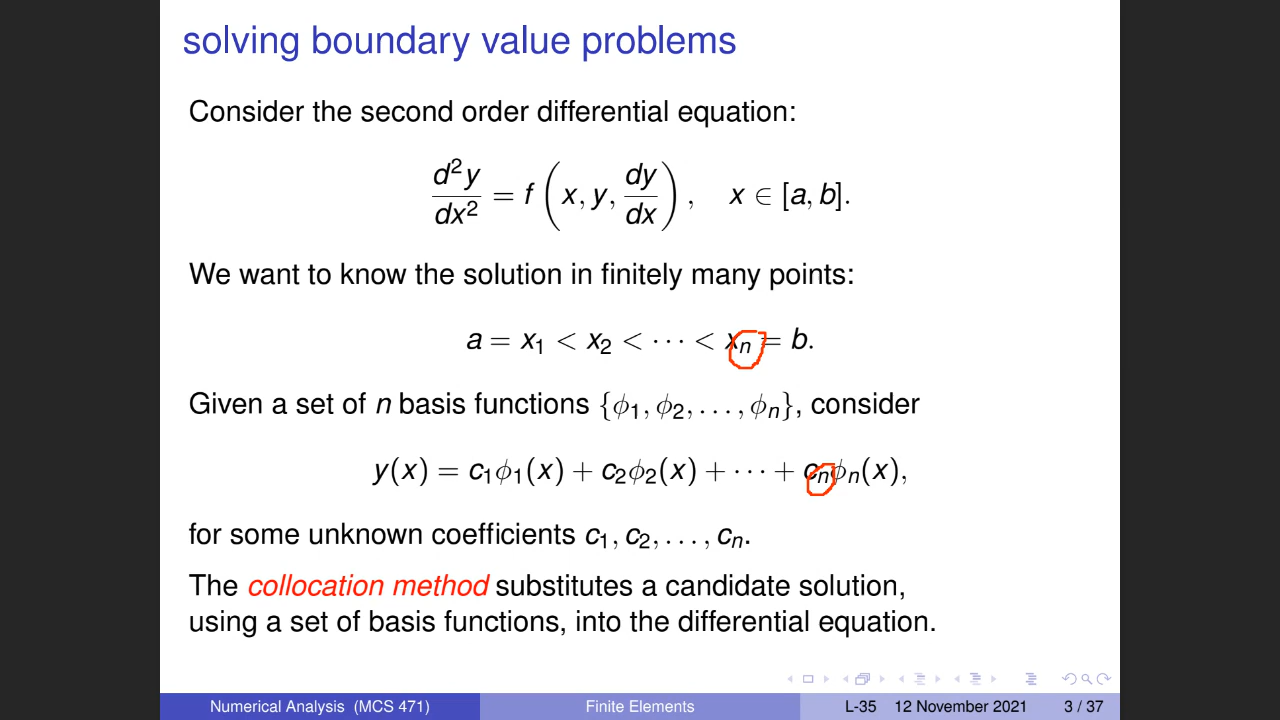 solving boundary value problems
Consider the second order differential equation:
d²y/dx² = f(x, y, dy/dx), x ∈ [a, b].
We want to know the solution in finitely many points:
a = x₁ < x₂ < ⋯ < xₙ = b.
Given a set of n basis functions {ϕ₁, ϕ₂, . . . , ϕₙ}, consider
y(x) = c₁ϕ₁(x) + c₂ϕ₂(x) + ⋯ + cₙϕₙ(x),
for some unknown coefficients c₁, c₂, . . . , cₙ.
The collocation method substitutes a candidate solution,
using a set of basis functions, into the differential equation.
Numerical Analysis (MCS 471) Finite Elements L-35 12 November 2021 3 / 37